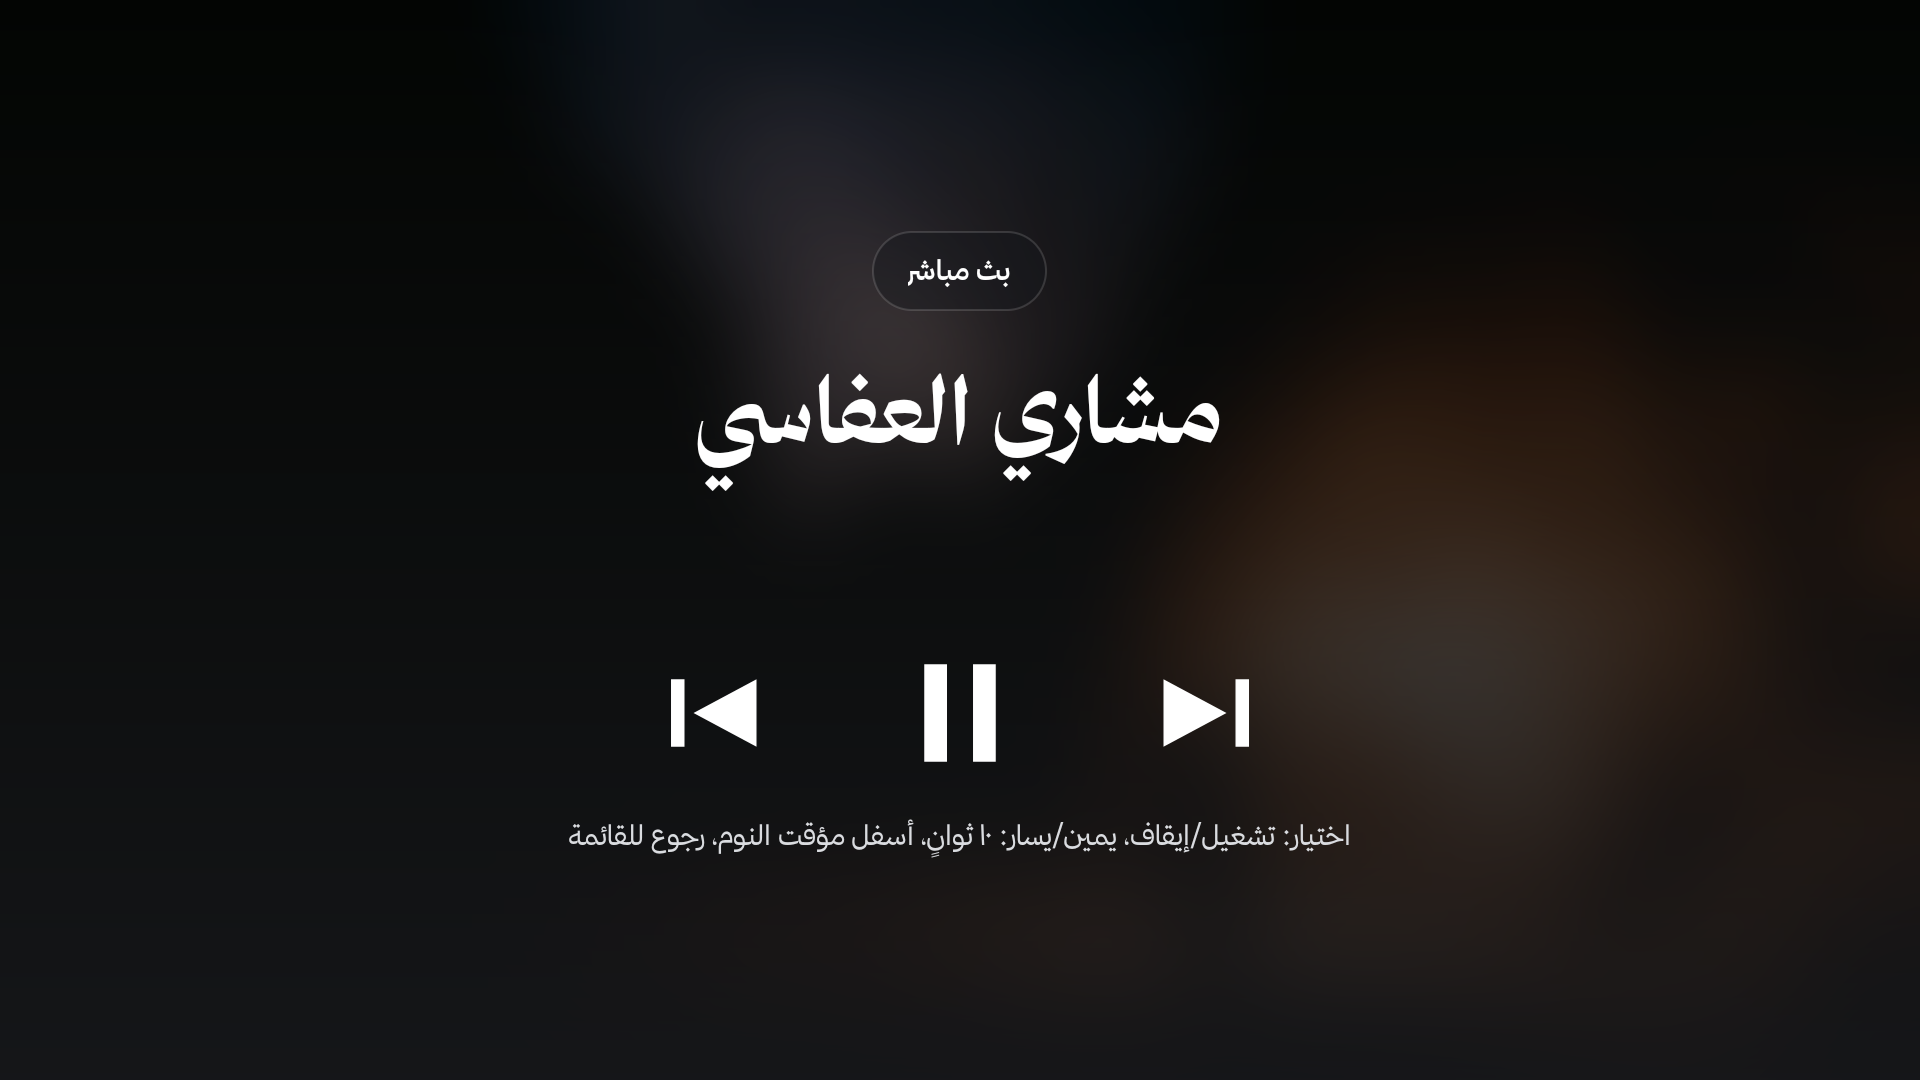 بث مباشر
مشاري العفاسي
اختيار: تشغيل/إيقاف، يمين/يسار: ١٠ ثوانٍ، أسفل مؤقت النوم، رجوع للقائمة